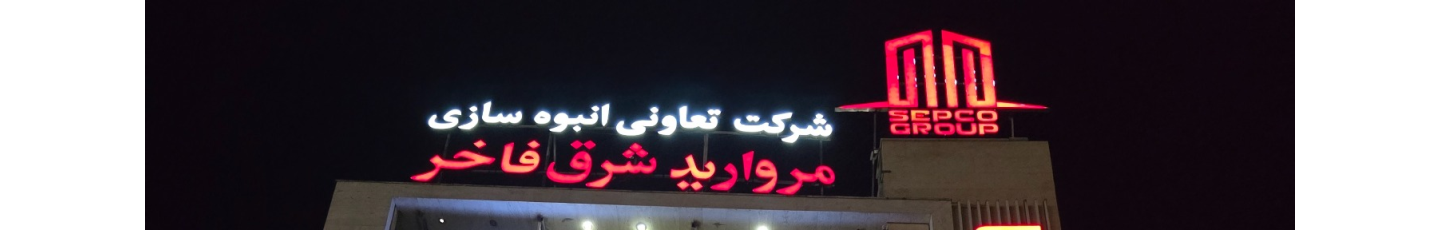 شرکت تعاونی انبوه سازی
مروارید شرق فاخر
SEPCO
GROUP